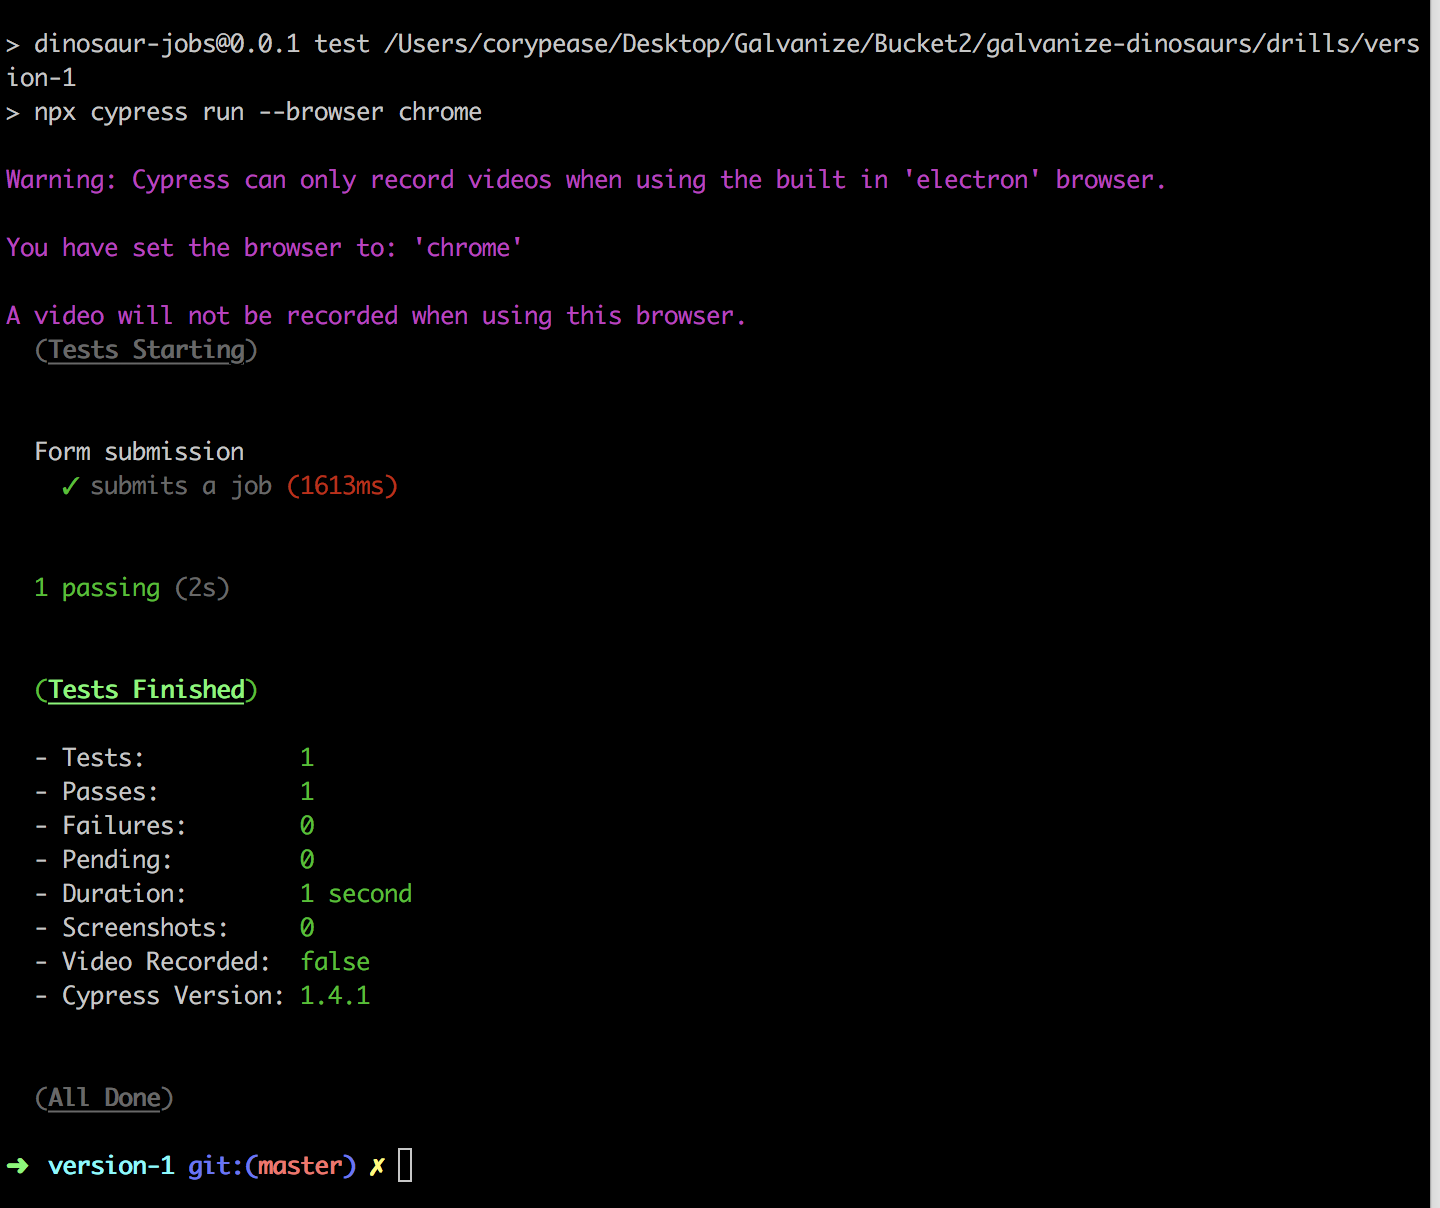 > dinosaur-jobs@0.0.1 test /Users/corypease/Desktop/Galvanize/Bucket2/galvanize-dinosaurs/drills/vers
ion-1
> npx cypress run --browser chrome
Warning: Cypress can only record videos when using the built in 'electron' browser.
You have set the browser to: 'chrome'
A video will not be recorded when using this browser.
(Tests Starting)
Form submission
✓ submits a job (1613ms)
1 passing (2s)
(Tests Finished)
- Tests: 1
- Passes: 1
- Failures: 0
- Pending: 0
- Duration: 1 second
- Screenshots: 0
- Video Recorded: false
- Cypress Version: 1.4.1
(All Done)
➜ version-1 git:(master) ✗